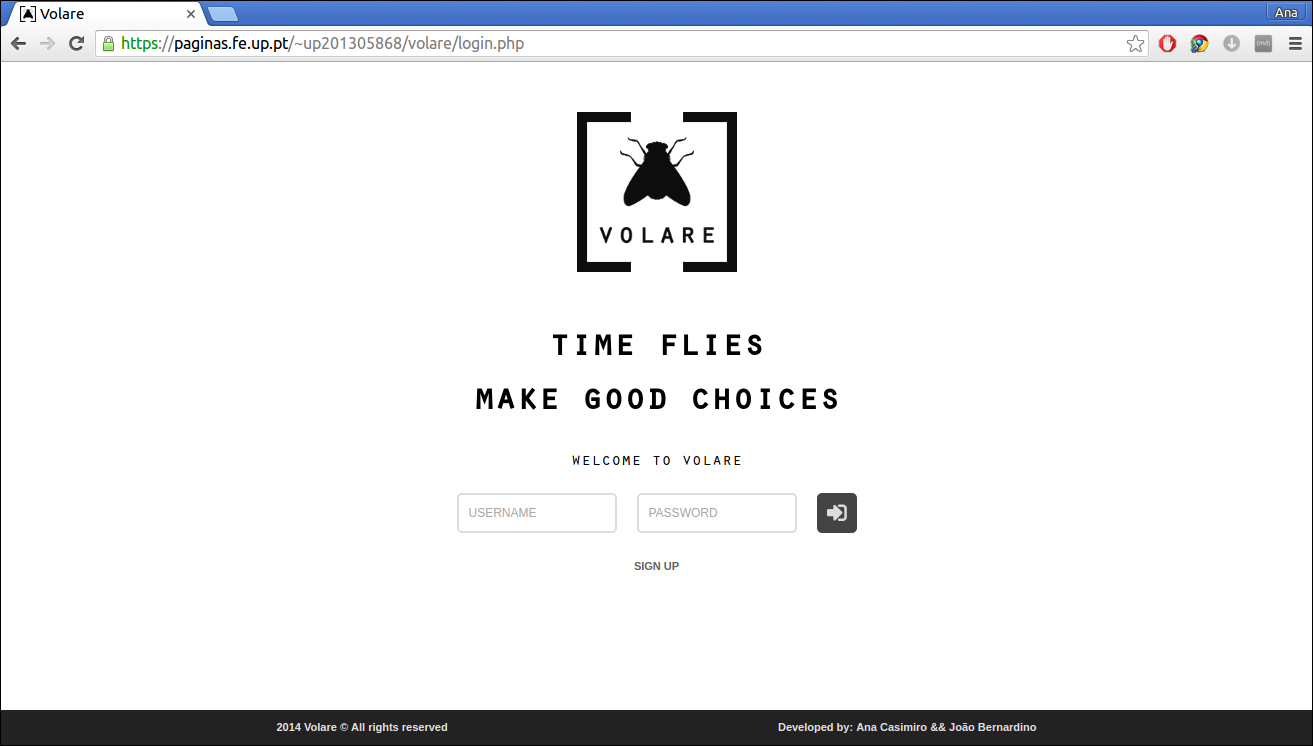 Volare
Ana
https://paginas.fe.up.pt/~up201305868/volare/login.php
(md)
VOLARE
TIME FLIES
MAKE GOOD CHOICES
WELCOME TO VOLARE
USERNAME PASSWORD
SIGN UP
2014 Volare © All rights reserved Developed by: Ana Casimiro && João Bernardino